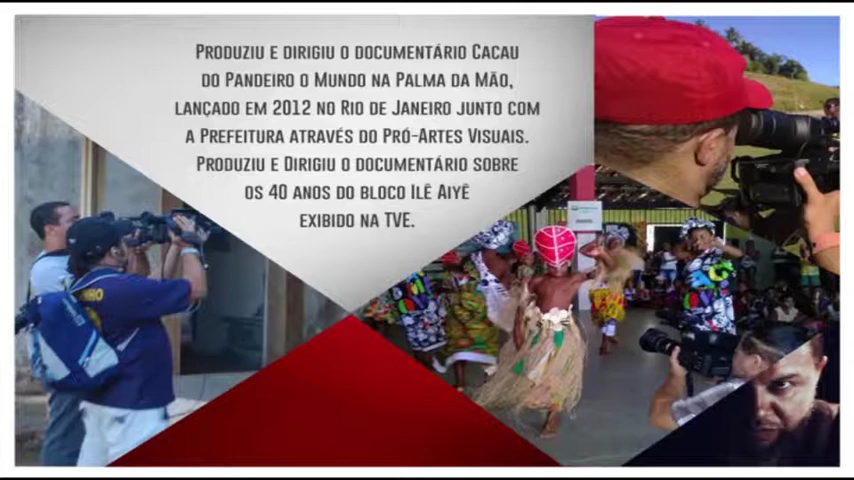 Produziu e dirigiu o documentário Cacau
do Pandeiro o Mundo na Palma da Mão,
lançado em 2012 no Rio de Janeiro junto com
a Prefeitura através do Pró-Artes Visuais.
Produziu e Dirigiu o documentário sobre
os 40 anos do bloco Ilê Aiyê
exibido na TVE.